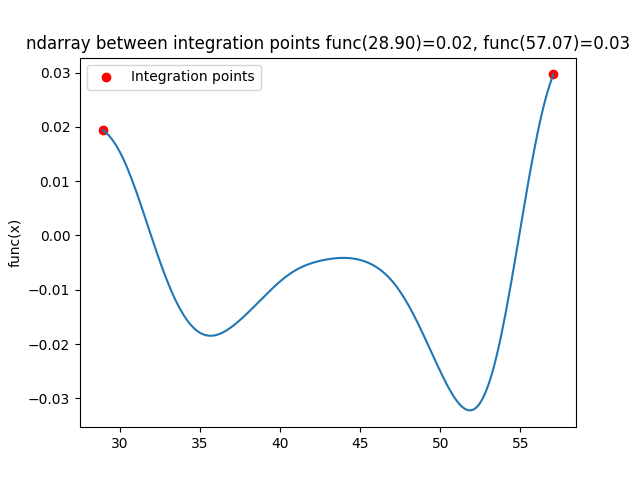 ndarray between integration points func(28.90)=0.02, func(57.07)=0.03
Integration points
func(x)
0.03
0.02
0.01
0.00
−0.01
−0.02
−0.03
30 35 40 45 50 55